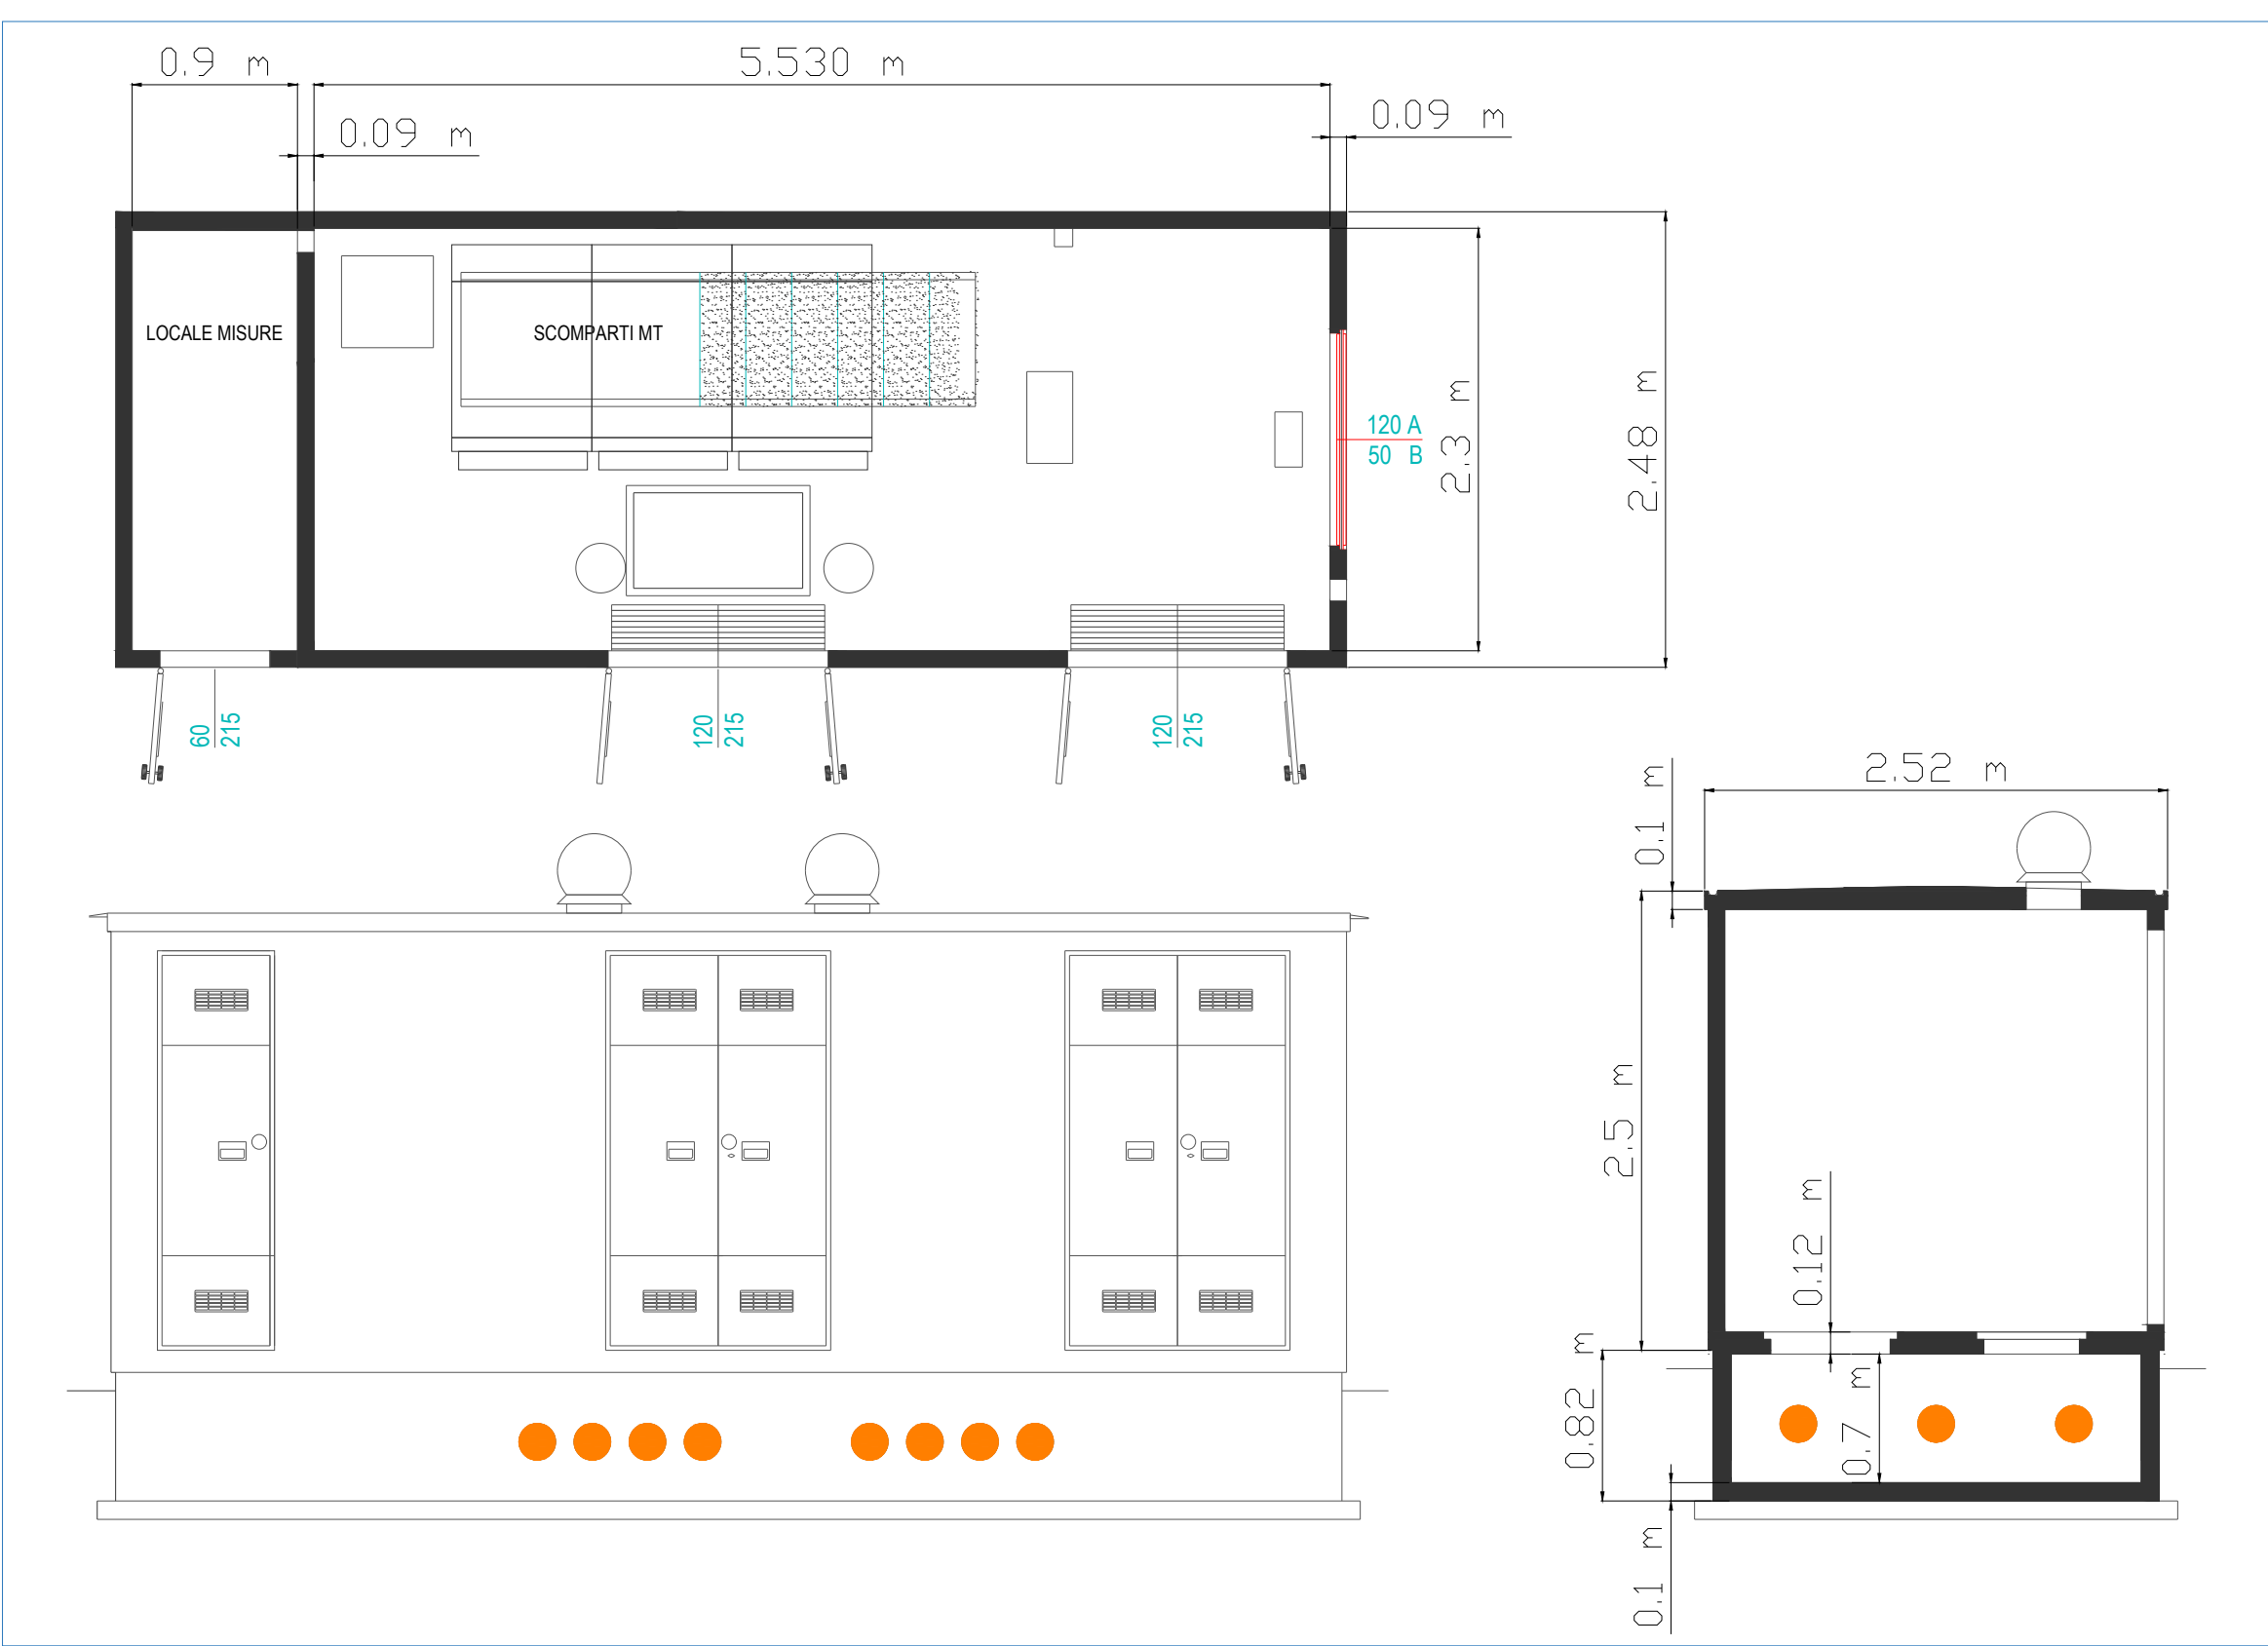 0.9 m
5.530 m
0.09 m
0.09 m
LOCALE MISURE
SCOMPARTI MT
120 A
50 B
2.3 m
2.48 m
60
215
120
215
120
215
2.52 m
0.1 m
2.5 m
0.12 m
0.82 m
0.7 m
0.1 m